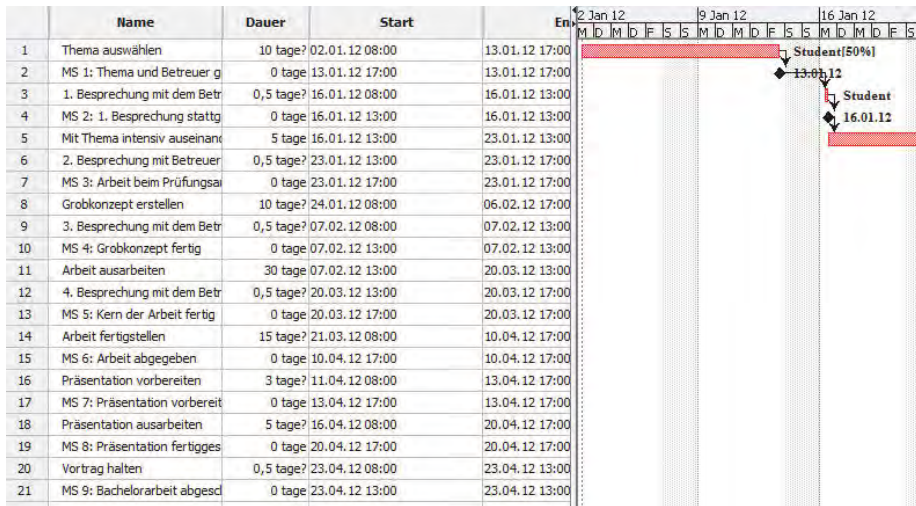 Name Dauer Start En 2 Jan 12 9 Jan 12 16 Jan 12
M D M D F S S M D M D F S S M D M D F S
1 Thema auswählen 10 tage? 02.01.12 08:00 13.01.12 17:00 Student[50%]
2 MS 1: Thema und Betreuer g 0 tage 13.01.12 17:00 13.01.12 17:00 13.01.12
3 1. Besprechung mit dem Betr 0,5 tage? 16.01.12 08:00 16.01.12 13:00 Student
4 MS 2: 1. Besprechung stattg 0 tage 16.01.12 13:00 16.01.12 13:00 16.01.12
5 Mit Thema intensiv auseinand 5 tage 16.01.12 13:00 23.01.12 13:00
6 2. Besprechung mit Betreuer 0,5 tage? 23.01.12 13:00 23.01.12 17:00
7 MS 3: Arbeit beim Prüfungsa 0 tage 23.01.12 17:00 23.01.12 17:00
8 Grobkonzept erstellen 10 tage? 24.01.12 08:00 06.02.12 17:00
9 3. Besprechung mit dem Betr 0,5 tage? 07.02.12 08:00 07.02.12 13:00
10 MS 4: Grobkonzept fertig 0 tage 07.02.12 13:00 07.02.12 13:00
11 Arbeit ausarbeiten 30 tage 07.02.12 13:00 20.03.12 13:00
12 4. Besprechung mit dem Betr 0,5 tage? 20.03.12 13:00 20.03.12 17:00
13 MS 5: Kern der Arbeit fertig 0 tage 20.03.12 17:00 20.03.12 17:00
14 Arbeit fertigstellen 15 tage? 21.03.12 08:00 10.04.12 17:00
15 MS 6: Arbeit abgegeben 0 tage 10.04.12 17:00 10.04.12 17:00
16 Präsentation vorbereiten 3 tage? 11.04.12 08:00 13.04.12 17:00
17 MS 7: Präsentation vorbereit 0 tage 13.04.12 17:00 13.04.12 17:00
18 Präsentation ausarbeiten 5 tage? 16.04.12 08:00 20.04.12 17:00
19 MS 8: Präsentation fertigges 0 tage 20.04.12 17:00 20.04.12 17:00
20 Vortrag halten 0,5 tage? 23.04.12 08:00 23.04.12 13:00
21 MS 9: Bachelorarbeit abgescl 0 tage 23.04.12 13:00 23.04.12 13:00